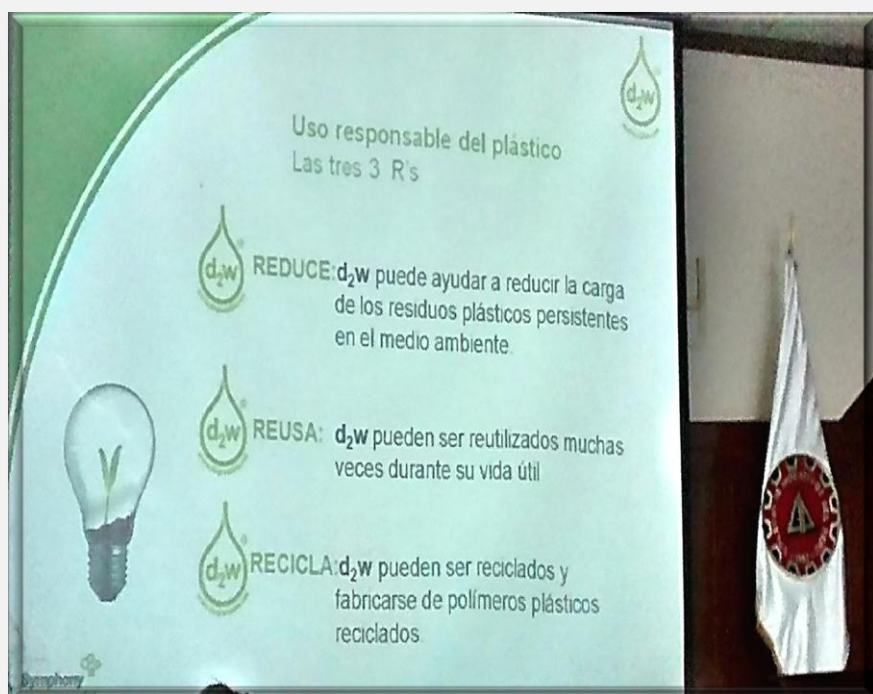 d₂w
Uso responsable del plástico
Las tres 3 R's
d₂w
REDUCE: d₂w puede ayudar a reducir la carga
de los residuos plásticos persistentes
en el medio ambiente.
d₂w
REUSA: d₂w pueden ser reutilizados muchas
veces durante su vida útil
d₂w
RECICLA: d₂w pueden ser reciclados y
fabricarse de polímeros plásticos
reciclados.
Symphony